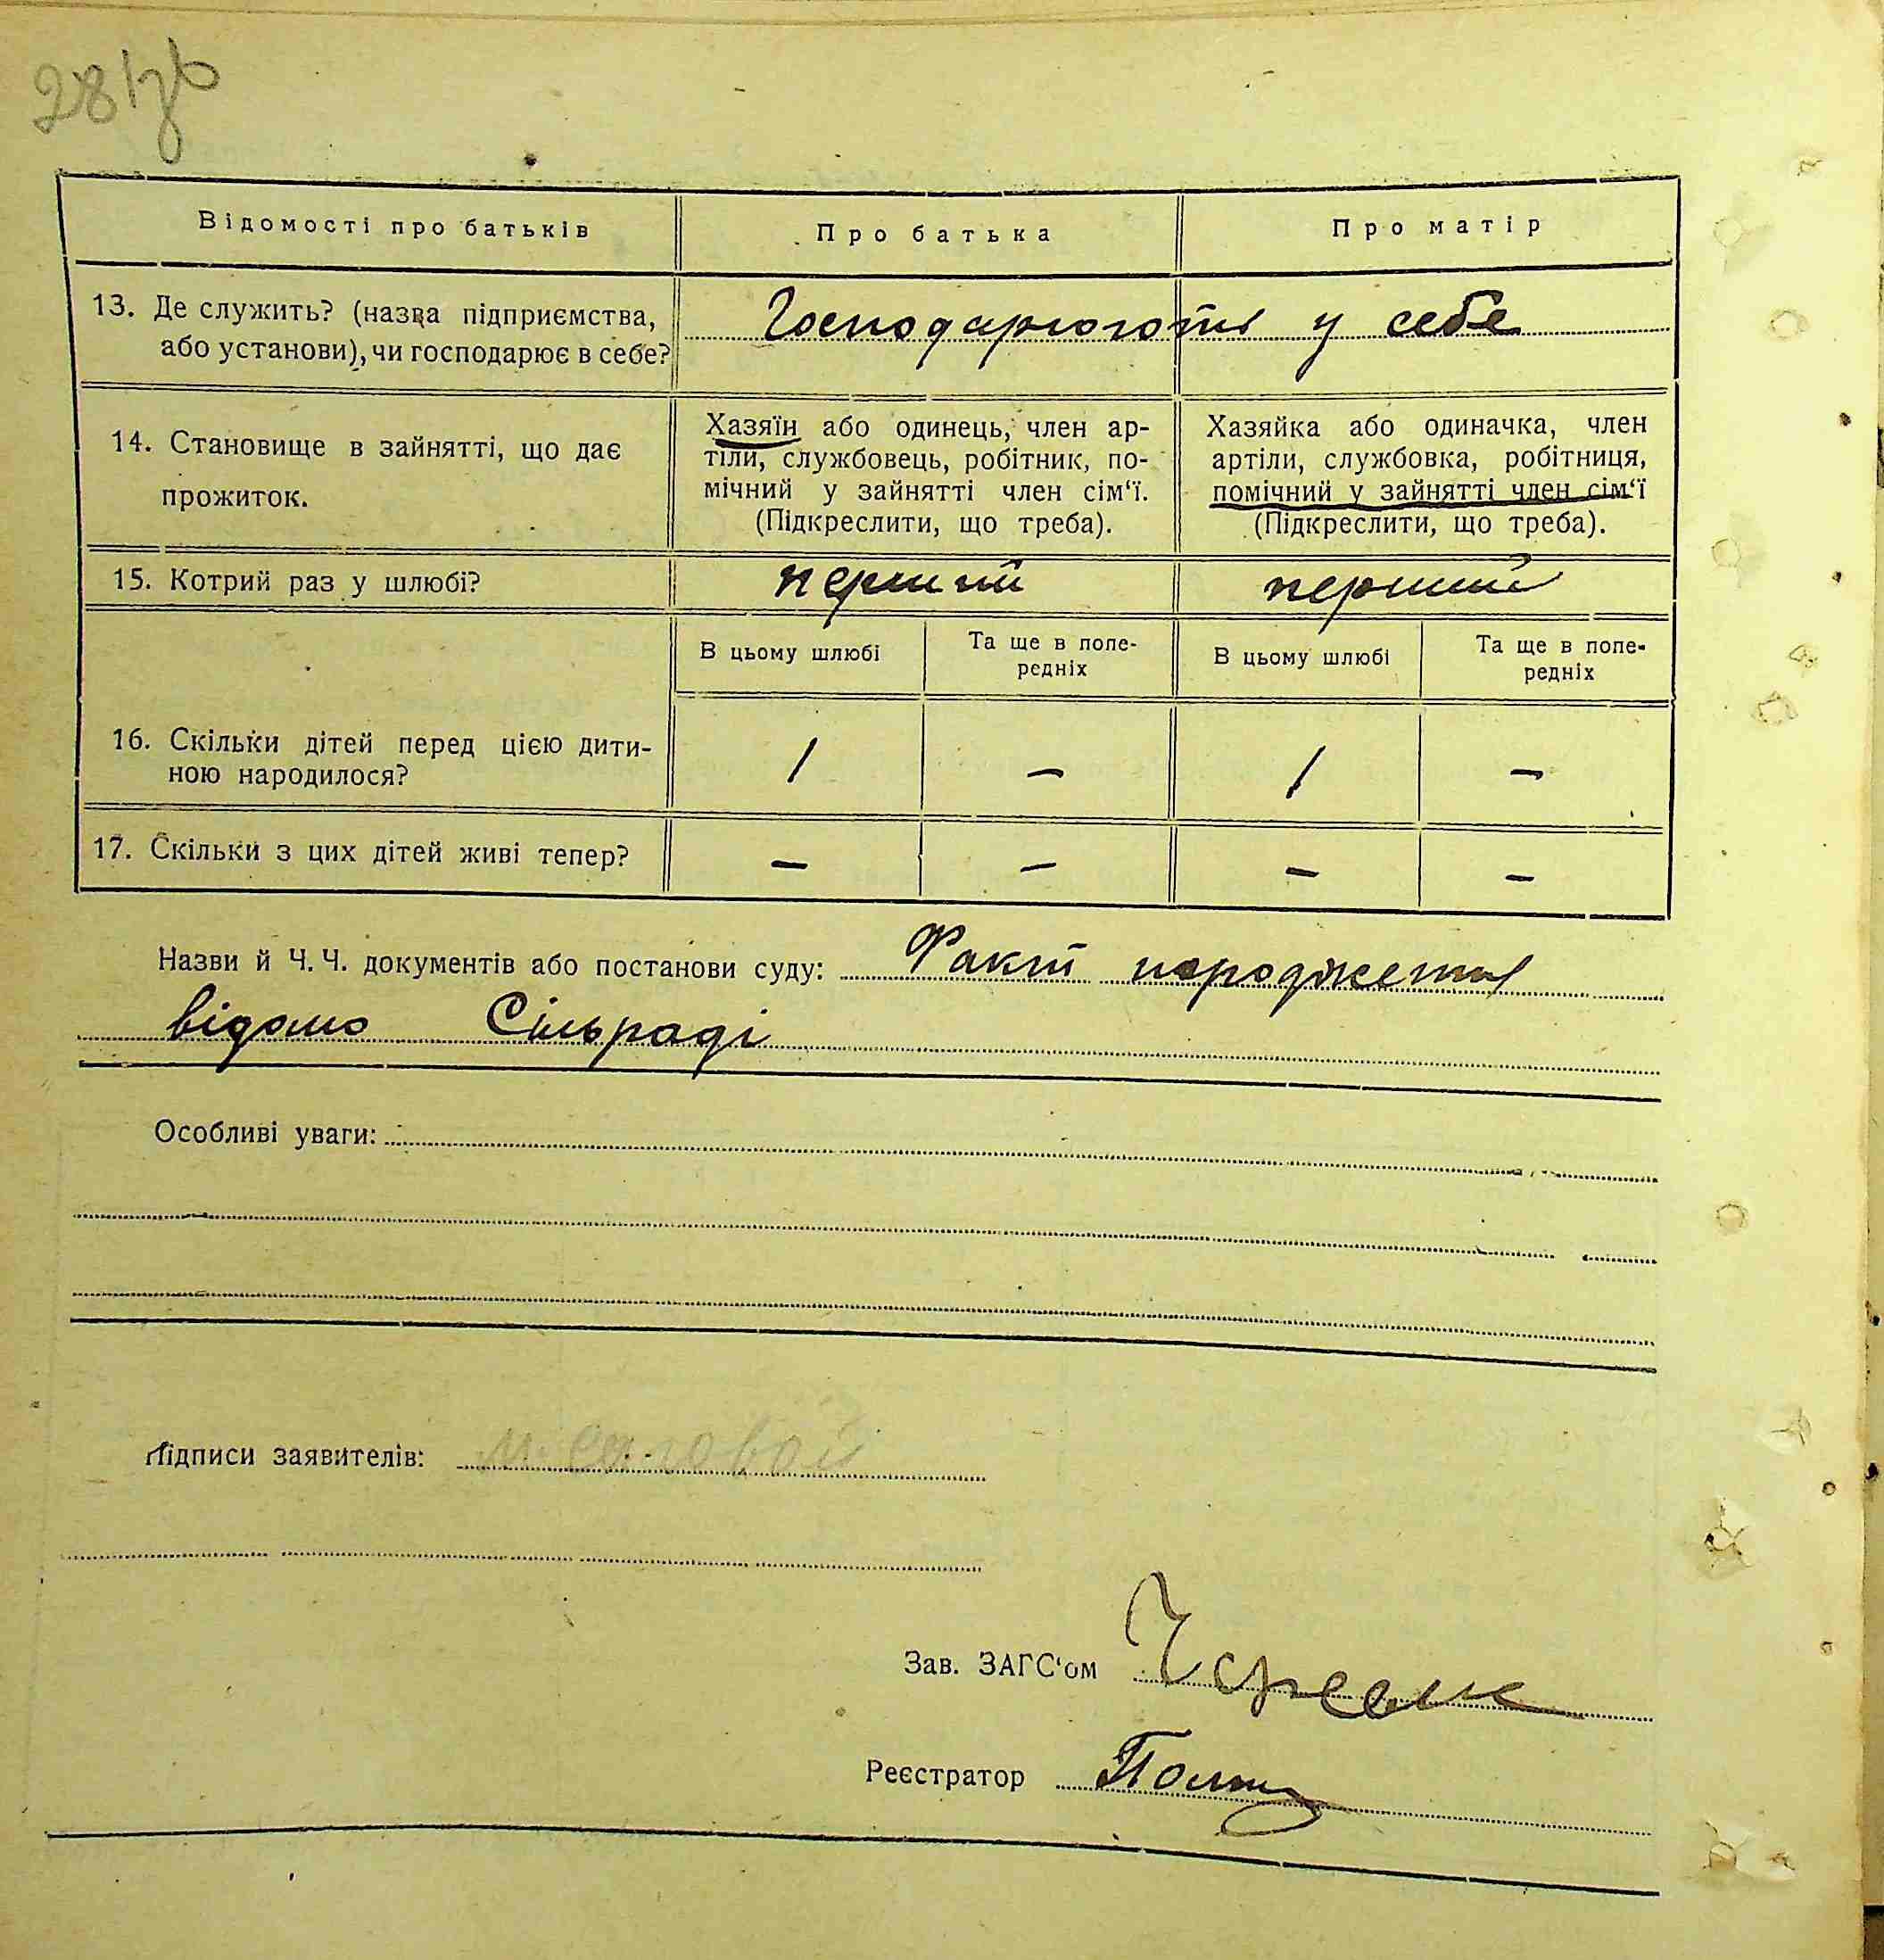 28 зв
Відомості про батьків Про батька Про матір
13. Де служить? (назва підприємства, або установи), чи господарює в себе? Господарюють у себе
14. Становище в зайнятті, що дає прожиток.
Хазяїн або одинець, член ар-
тіли, службовець, робітник, по-
мічний у зайнятті член сім'ї.
(Підкреслити, що треба).
Хазяйка або одиначка, член
артіли, службовка, робітниця,
помічний у зайнятті член сім'ї
(Підкреслити, що треба).
15. Котрий раз у шлюбі? перший перший
В цьому шлюбі Та ще в попе-редніх В цьому шлюбі Та ще в попе-редніх
16. Скільки дітей перед цією дити-
ною народилося? 1 — 1 —
17. Скільки з цих дітей живі тепер? — — — —
Назви й Ч. Ч. документів або постанови суду: Факт народження
відомо Сільраді
Особливі уваги:
Підписи заявителів:
Зав. ЗАГС'ом
Реєстратор